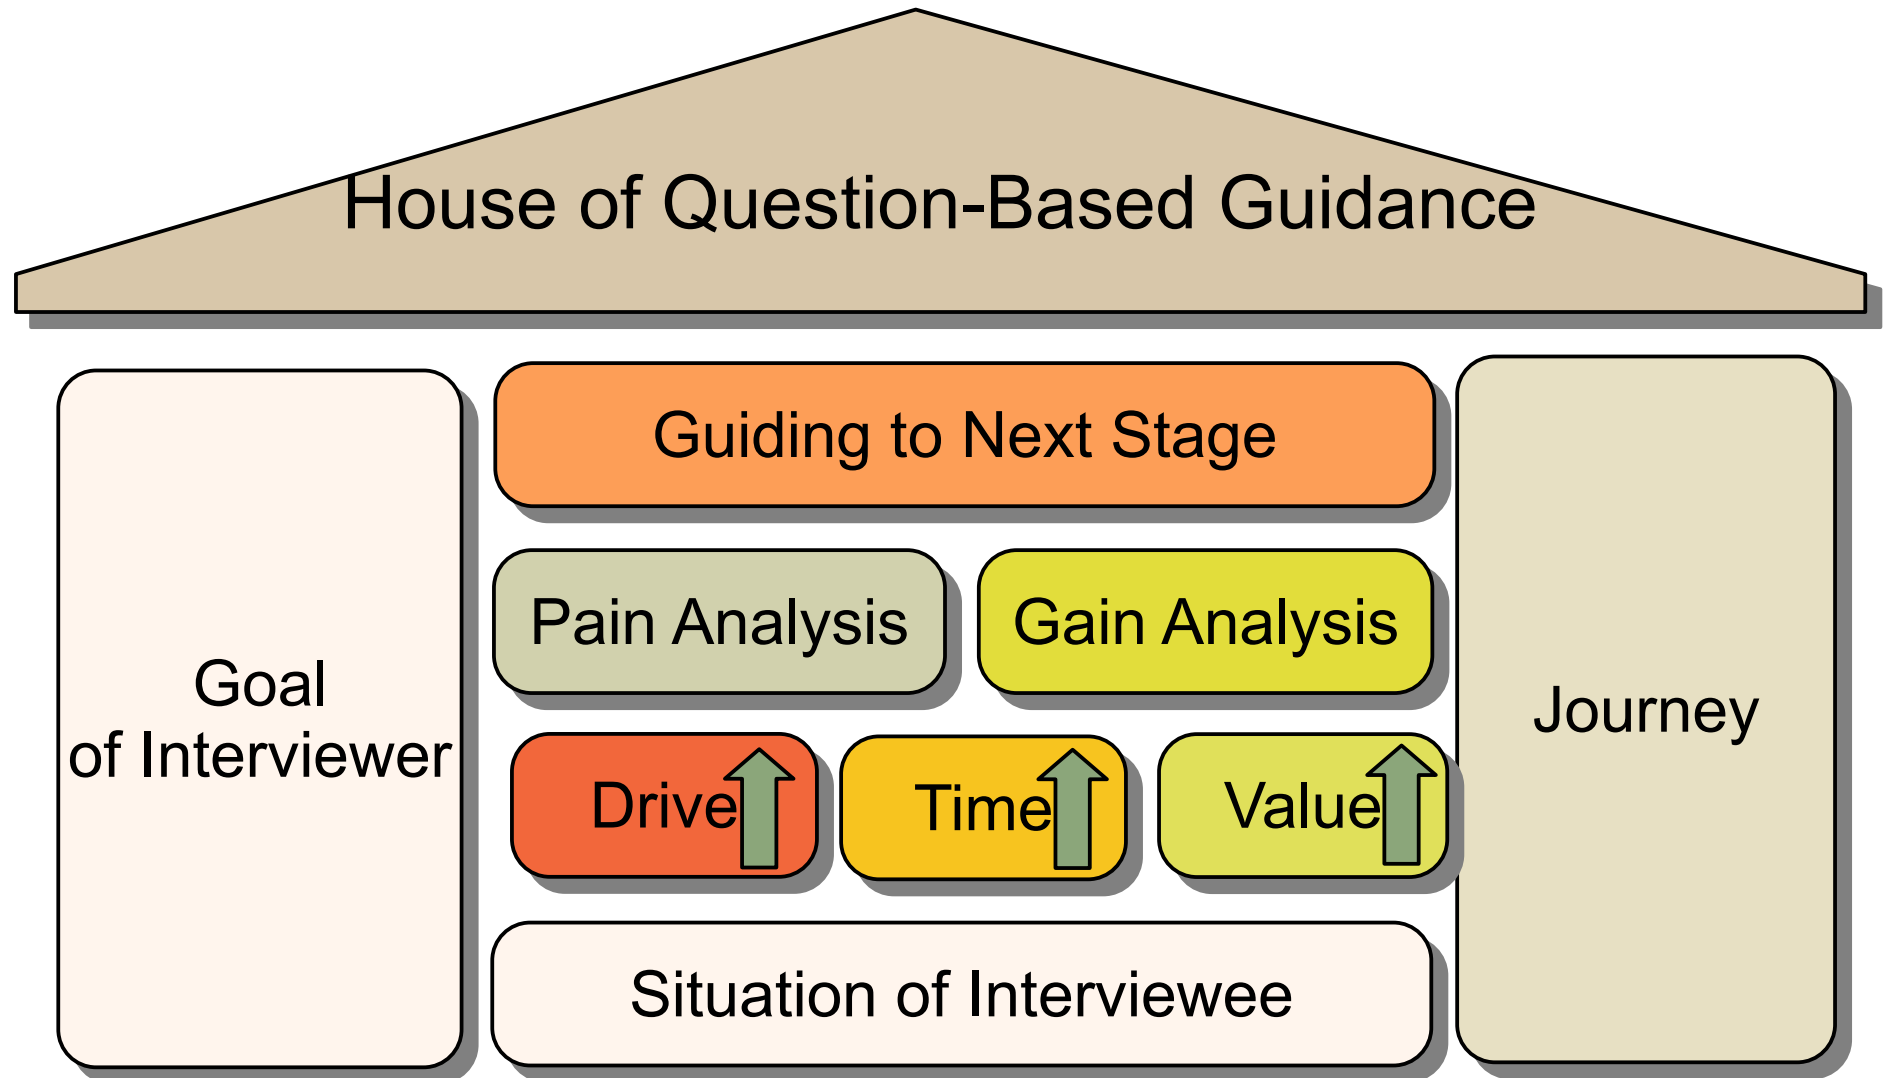 House of Question-Based Guidance
Guiding to Next Stage
Pain Analysis
Gain Analysis
Goal
of Interviewer
Journey
Drive
Time
Value
Situation of Interviewee